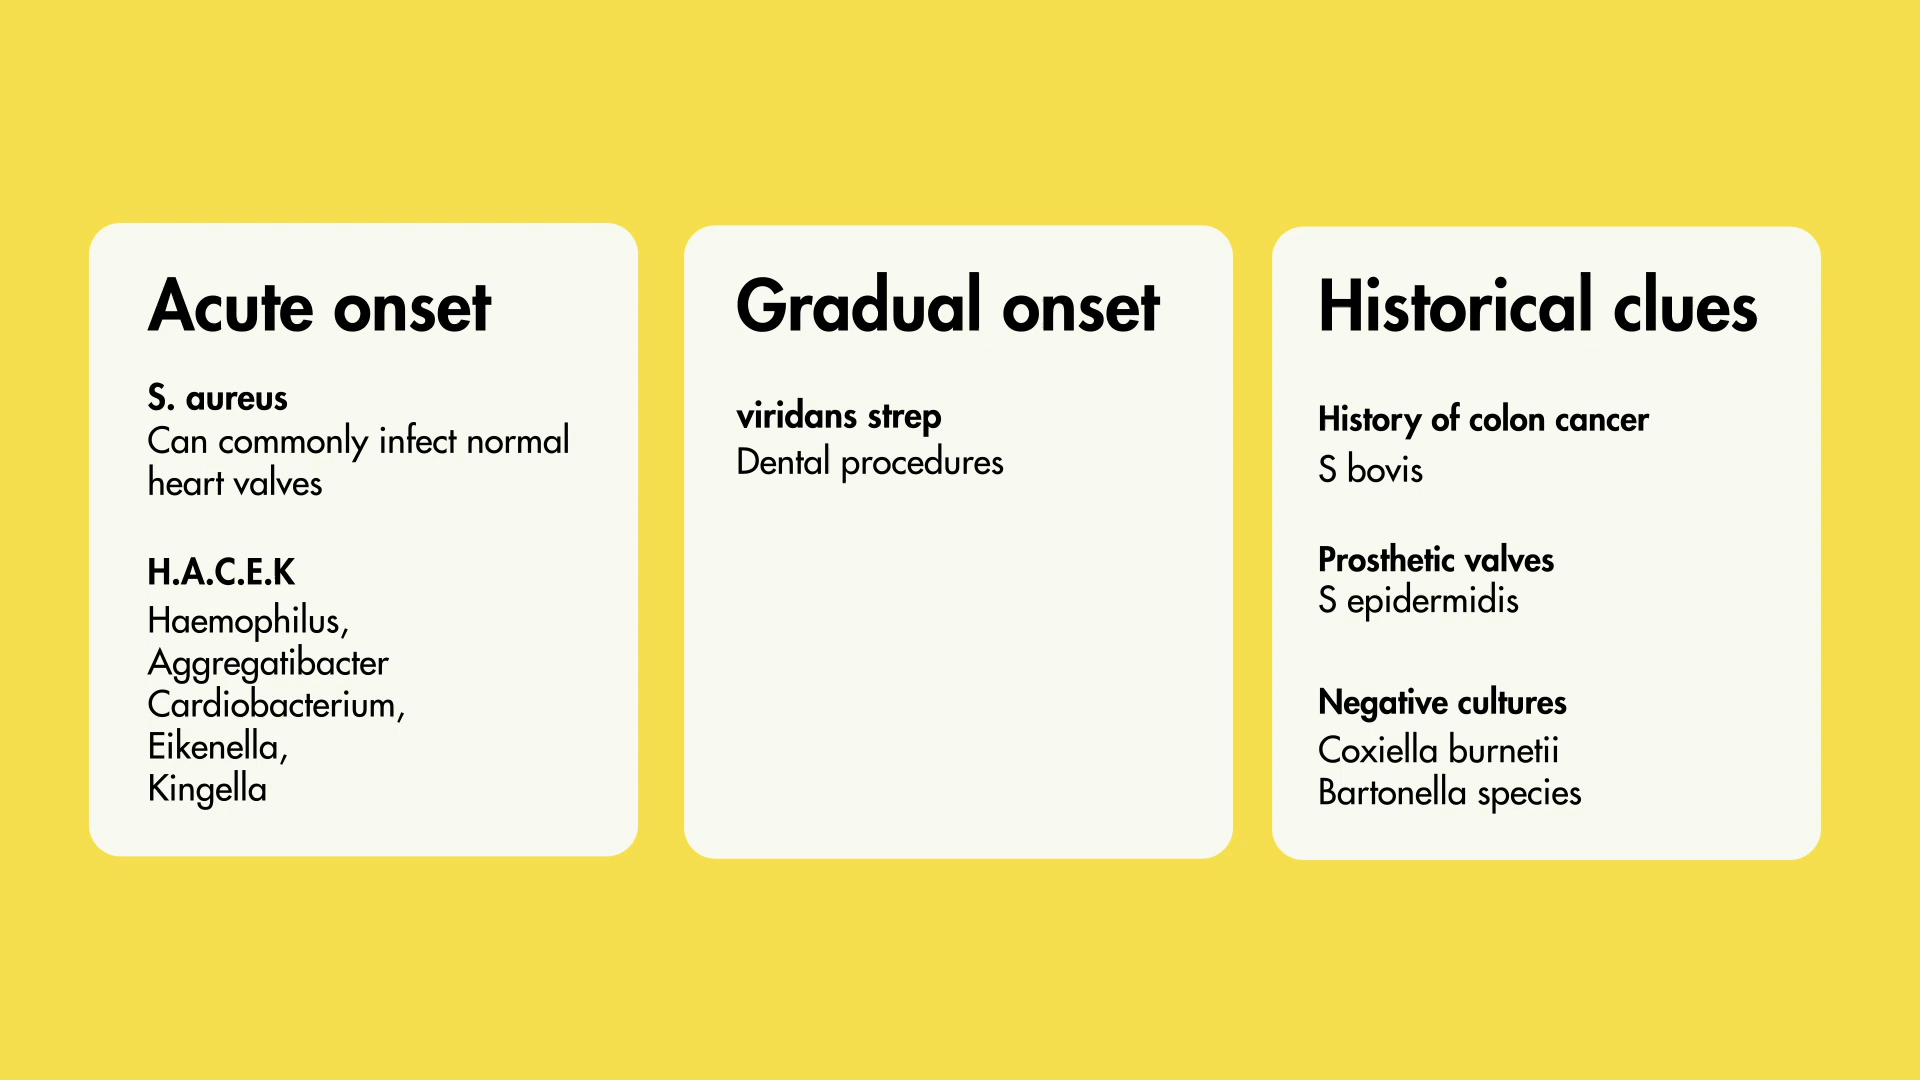 Acute onset
S. aureus
Can commonly infect normal
heart valves
H.A.C.E.K
Haemophilus,
Aggregatibacter
Cardiobacterium,
Eikenella,
Kingella
Gradual onset
viridans strep
Dental procedures
Historical clues
History of colon cancer
S bovis
Prosthetic valves
S epidermidis
Negative cultures
Coxiella burnetii
Bartonella species